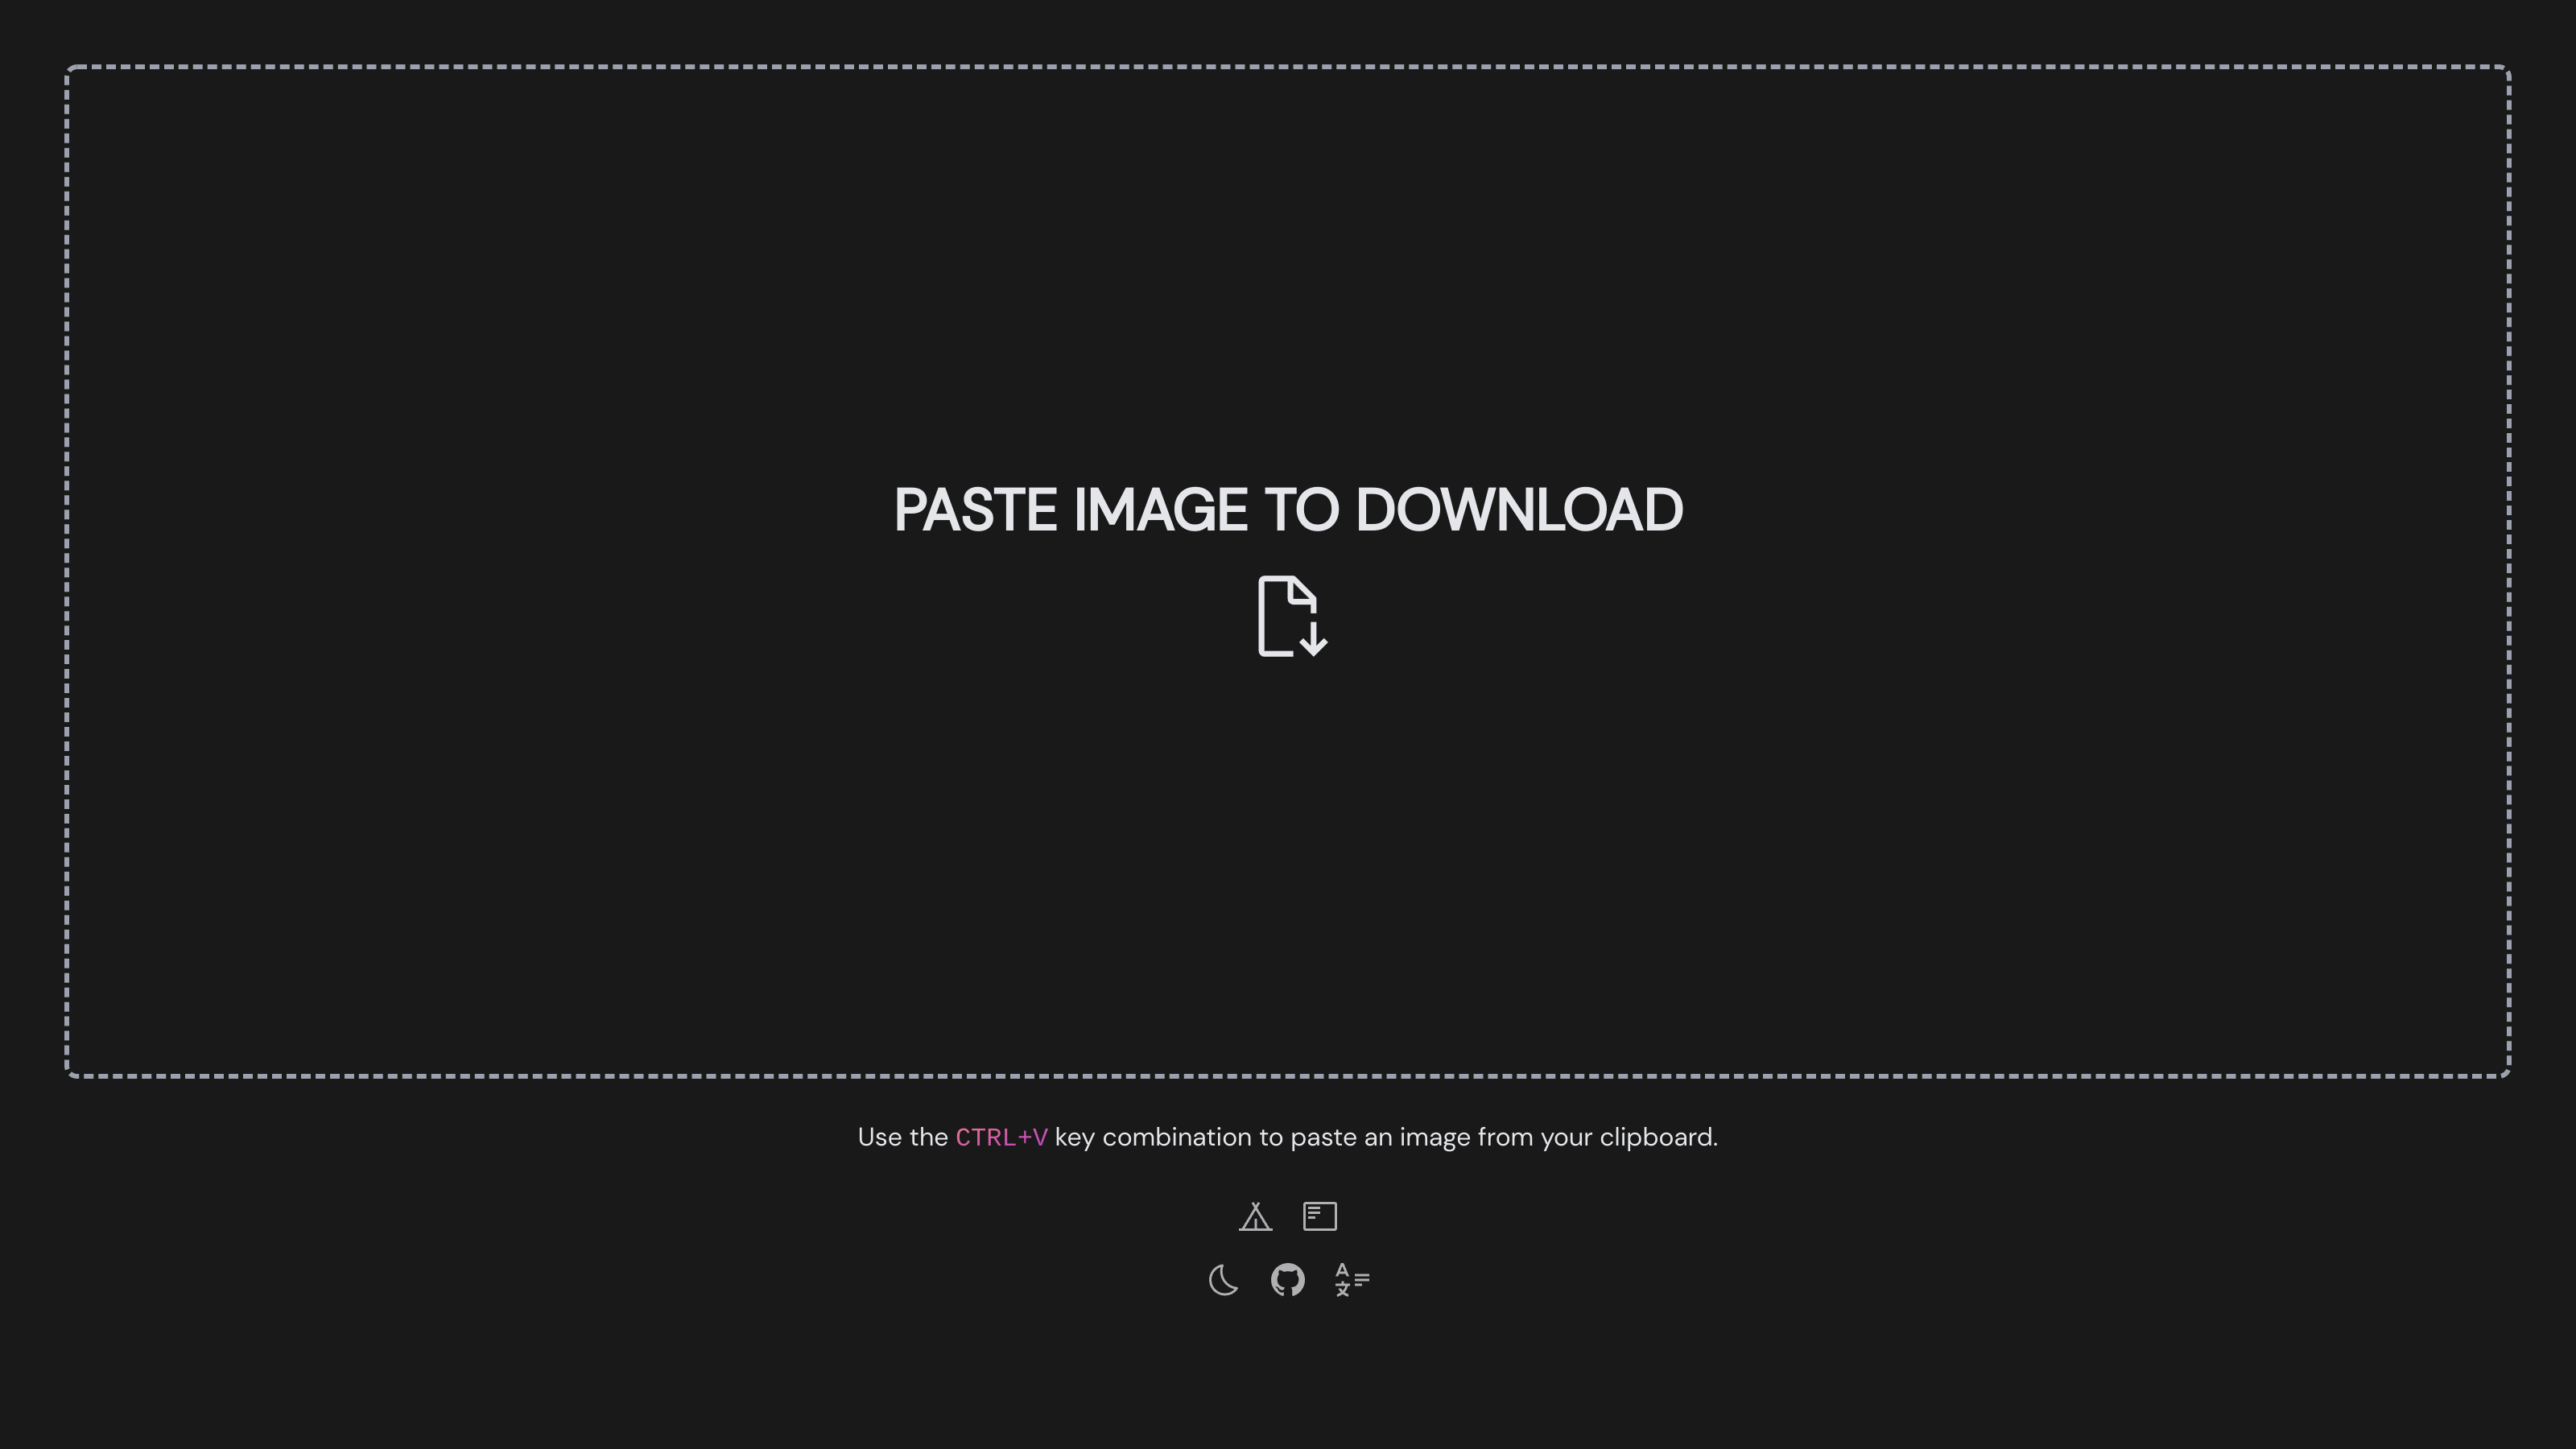 PASTE IMAGE TO DOWNLOAD
Use the CTRL+V key combination to paste an image from your clipboard.